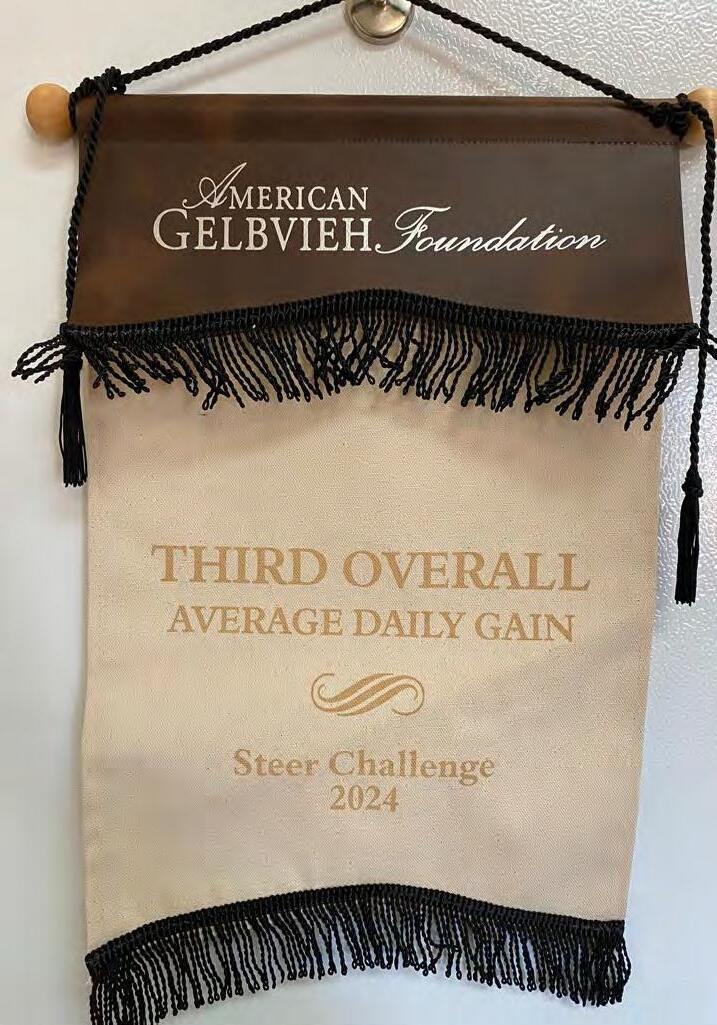 AMERICAN
GELBVIEH Foundation
THIRD OVERALL
AVERAGE DAILY GAIN
Steer Challenge
2024